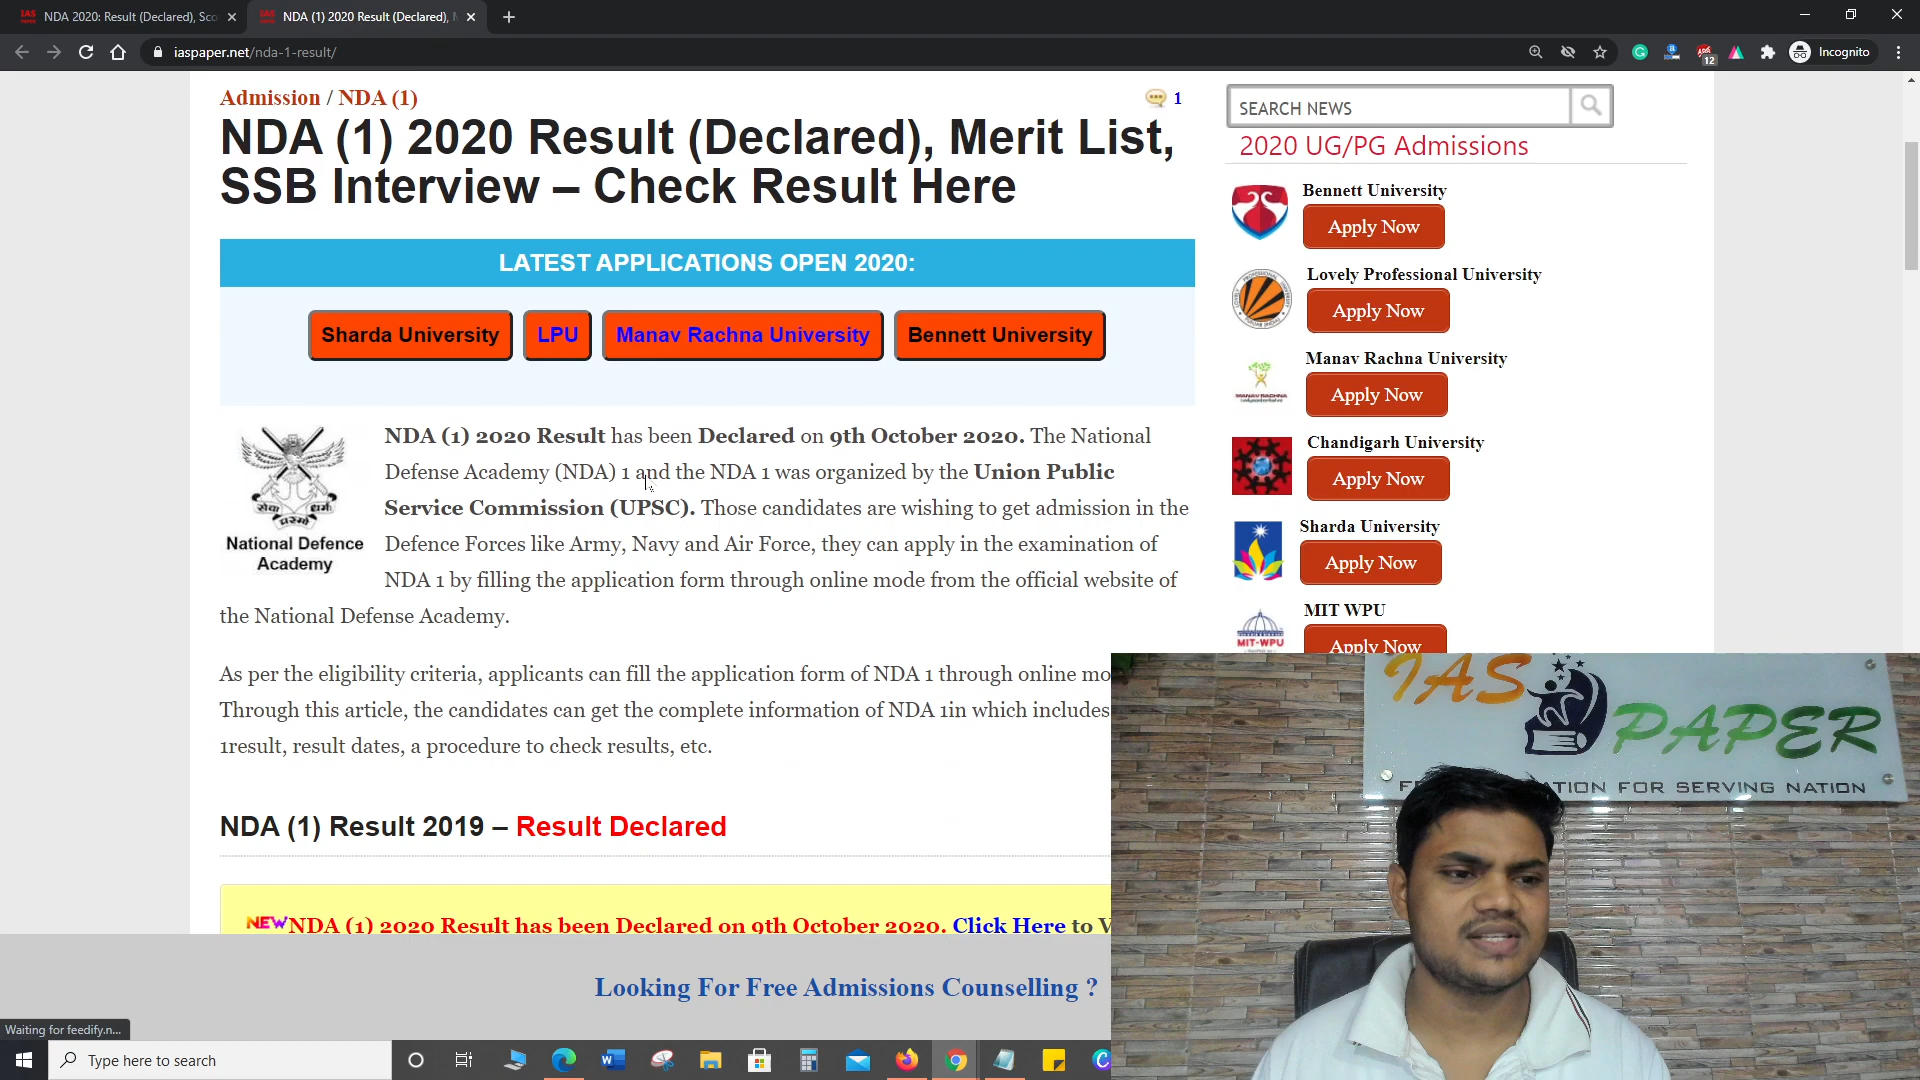 NDA 2020: Result (Declared), Sco
NDA (1) 2020 Result (Declared),
iaspaper.net/nda-1-result/
12
Incognito
Admission / NDA (1)
1
NDA (1) 2020 Result (Declared), Merit List,
SSB Interview – Check Result Here
LATEST APPLICATIONS OPEN 2020:
Sharda University
LPU
Manav Rachna University
Bennett University
NDA (1) 2020 Result has been Declared on 9th October 2020. The National
Defense Academy (NDA) 1 and the NDA 1 was organized by the Union Public
Service Commission (UPSC). Those candidates are wishing to get admission in the
Defence Forces like Army, Navy and Air Force, they can apply in the examination of
NDA 1 by filling the application form through online mode from the official website of
the National Defense Academy.
National Defence
Academy
As per the eligibility criteria, applicants can fill the application form of NDA 1 through online mo
Through this article, the candidates can get the complete information of NDA 1in which includes
1result, result dates, a procedure to check results, etc.
NDA (1) Result 2019 – Result Declared
NEW NDA (1) 2020 Result has been Declared on 9th October 2020. Click Here to V
Looking For Free Admissions Counselling ?
Waiting for feedify.n...
Type here to search
SEARCH NEWS
2020 UG/PG Admissions
Bennett University
Apply Now
Lovely Professional University
Apply Now
Manav Rachna University
Apply Now
Chandigarh University
Apply Now
Sharda University
Apply Now
MIT WPU
MIT-WPU
Apply Now
IAS
PAPER
TION FOR SERVING NATION